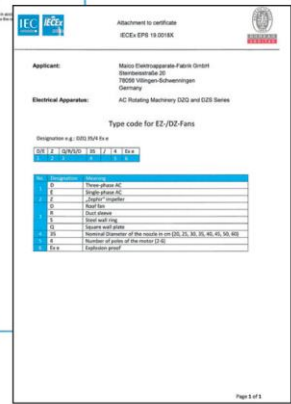 IEC IECEx
Attachment to certificate
IECEx EPS 19.0018X
Applicant:
Maico Elektroapparate-Fabrik GmbH
Steinbeisstraße 20
78056 Villingen-Schwenningen
Germany
Electrical Apparatus:
AC Rotating Machinery DZQ and DZS Series
Type code for EZ-/DZ-Fans
Designation e.g.: DZQ 35/4 Ex e
D/E Z Q/R/S/D 35 / 4 Ex e
1 2 3 4 5 6
No. Designation Meaning
1 D Three-phase AC
E Single-phase AC
2 Z „Zephir" impeller
3 D Roof fan
R Duct sleeve
S Steel wall ring
Q Square wall plate
4 35 Nominal Diameter of the nozzle in cm (20, 25, 30, 35, 40, 45, 50, 60)
5 4 Number of poles of the motor (2-6)
6 Ex e Explosion proof
Page 1 of 1